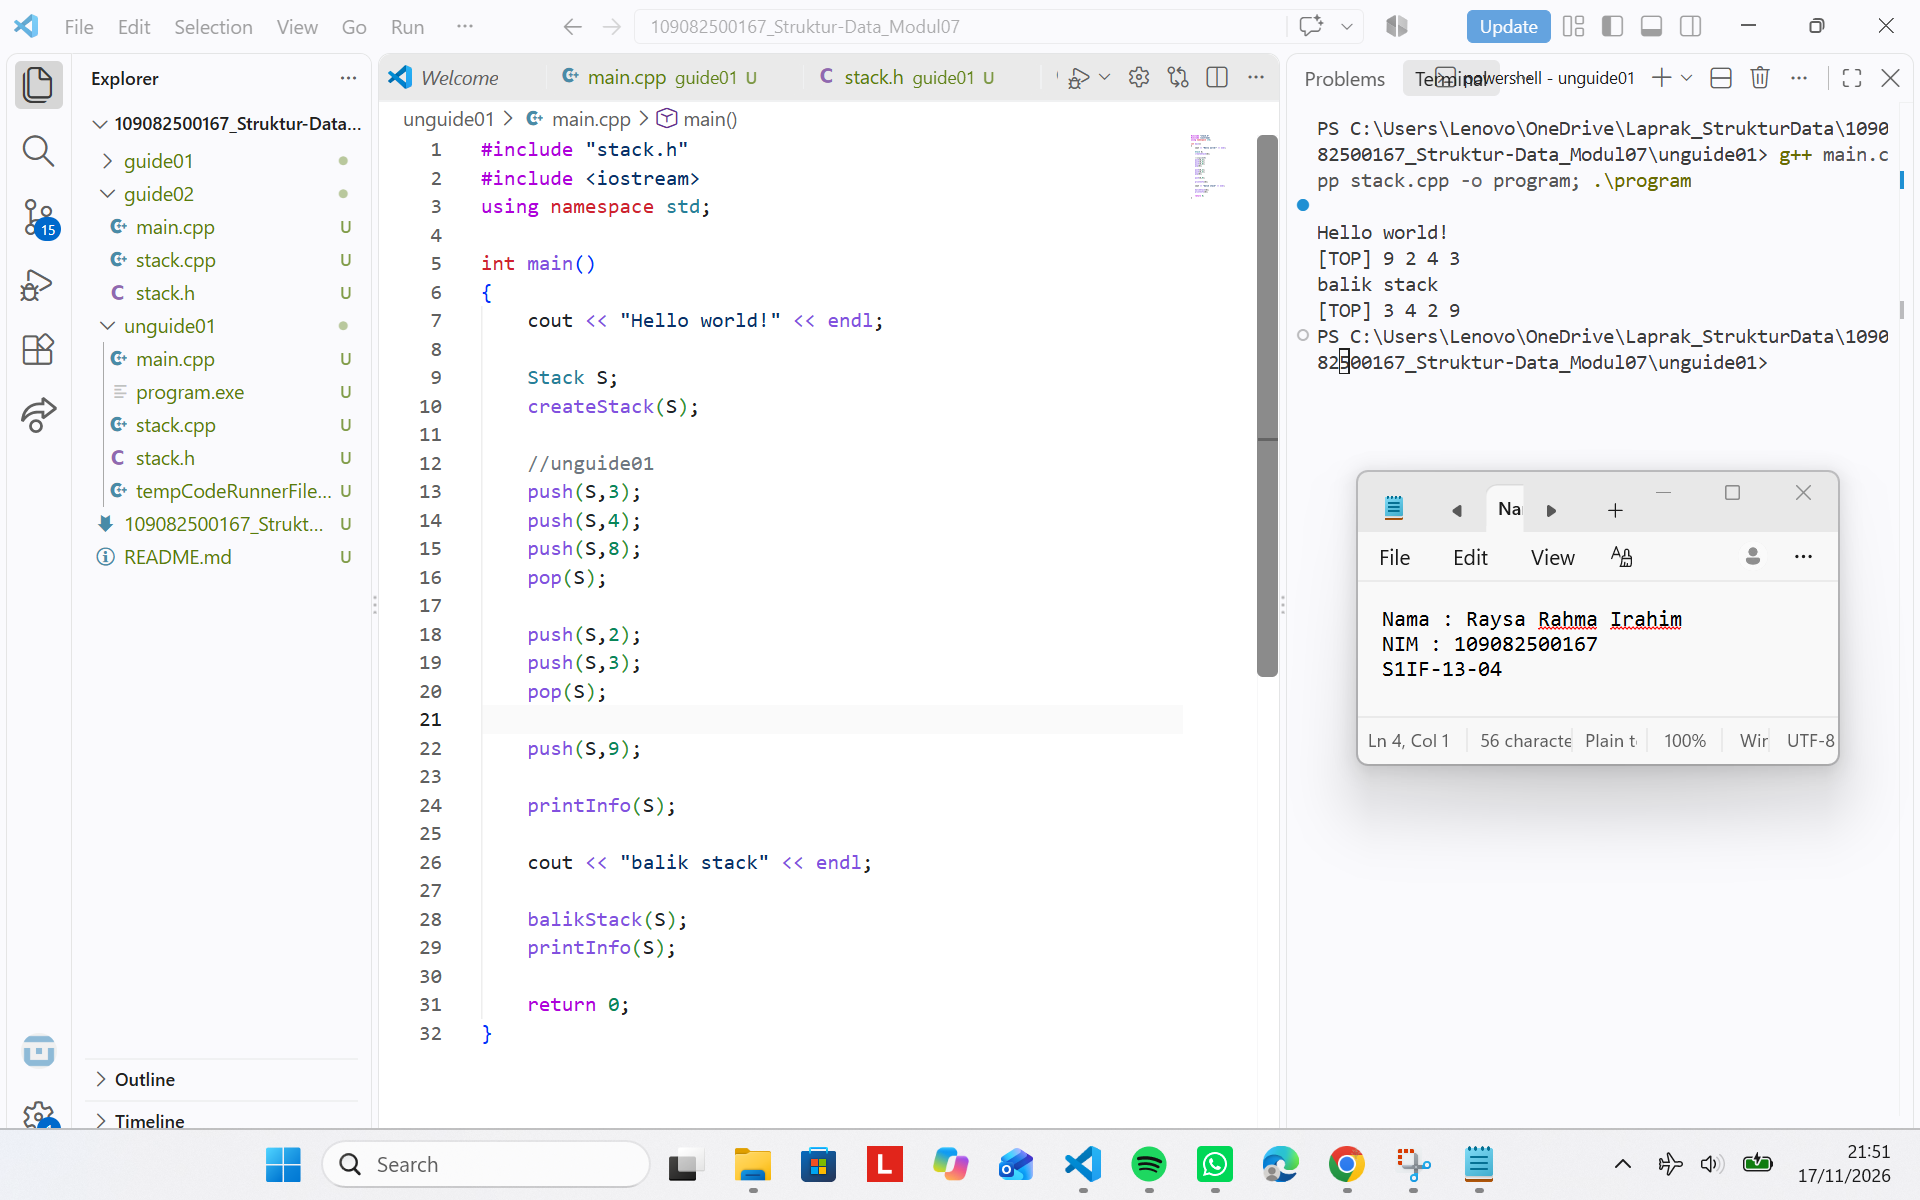 File Edit Selection View Go Run ···
109082500167_Struktur-Data_Modul07
Update
Explorer
109082500167_Struktur-Data...
guide01
guide02
main.cpp U
stack.cpp U
stack.h U
unguide01
main.cpp U
program.exe U
stack.cpp U
stack.h U
tempCodeRunnerFile... U
109082500167_Strukt... U
README.md U
Outline
Timeline
15
Welcome
main.cpp guide01 U
stack.h guide01 U
unguide01 > main.cpp > main()
1 #include "stack.h"
2 #include <iostream>
3 using namespace std;
4
5 int main()
6 {
7 cout << "Hello world!" << endl;
8
9 Stack S;
10 createStack(S);
11
12 //unguide01
13 push(S,3);
14 push(S,4);
15 push(S,8);
16 pop(S);
17
18 push(S,2);
19 push(S,3);
20 pop(S);
21
22 push(S,9);
23
24 printInfo(S);
25
26 cout << "balik stack" << endl;
27
28 balikStack(S);
29 printInfo(S);
30
31 return 0;
32 }
Problems Terminal powershell - unguide01
PS C:\Users\Lenovo\OneDrive\Laprak_StrukturData\1090
82500167_Struktur-Data_Modul07\unguide01> g++ main.c
pp stack.cpp -o program; .\program
Hello world!
[TOP] 9 2 4 3
balik stack
[TOP] 3 4 2 9
PS C:\Users\Lenovo\OneDrive\Laprak_StrukturData\1090
82500167_Struktur-Data_Modul07\unguide01>
Na
File Edit View
Nama : Raysa Rahma Irahim
NIM : 109082500167
S1IF-13-04
Ln 4, Col 1 56 characte Plain t 100% Wir UTF-8
Search
L
21:51
17/11/2026